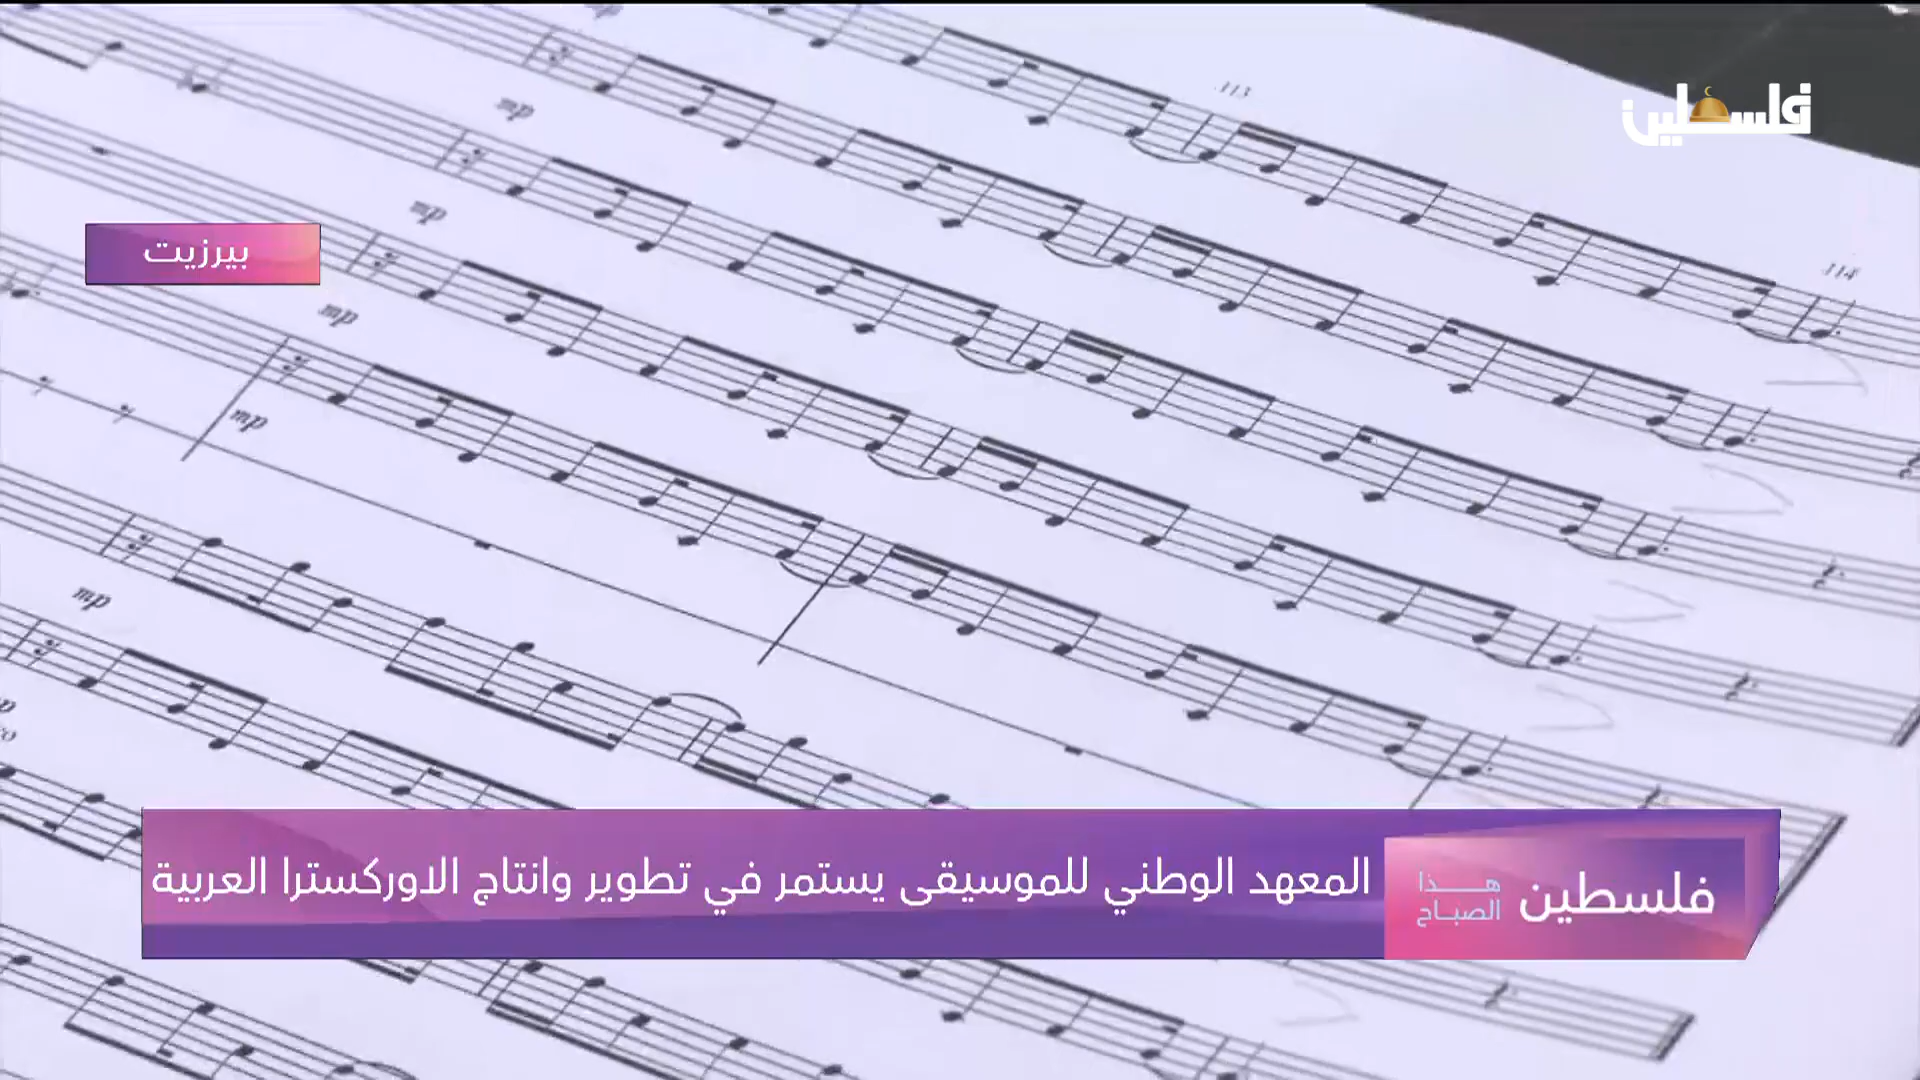 113
فلسطين
114
بيرزيت
mp
mp
mp
mp
mp
المعهد الوطني للموسيقى يستمر في تطوير وانتاج الاوركسترا العربية
فلسطين
هذا
الصباح